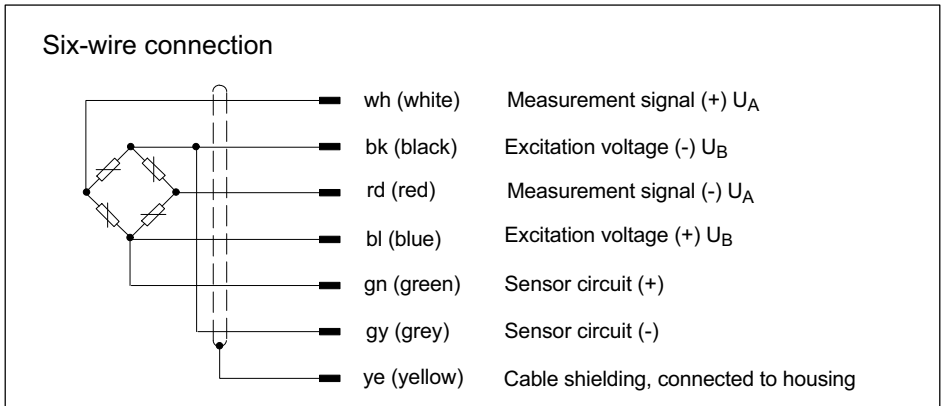 Six-wire connection
wh (white) Measurement signal (+) UA
bk (black) Excitation voltage (-) UB
rd (red) Measurement signal (-) UA
bl (blue) Excitation voltage (+) UB
gn (green) Sensor circuit (+)
gy (grey) Sensor circuit (-)
ye (yellow) Cable shielding, connected to housing